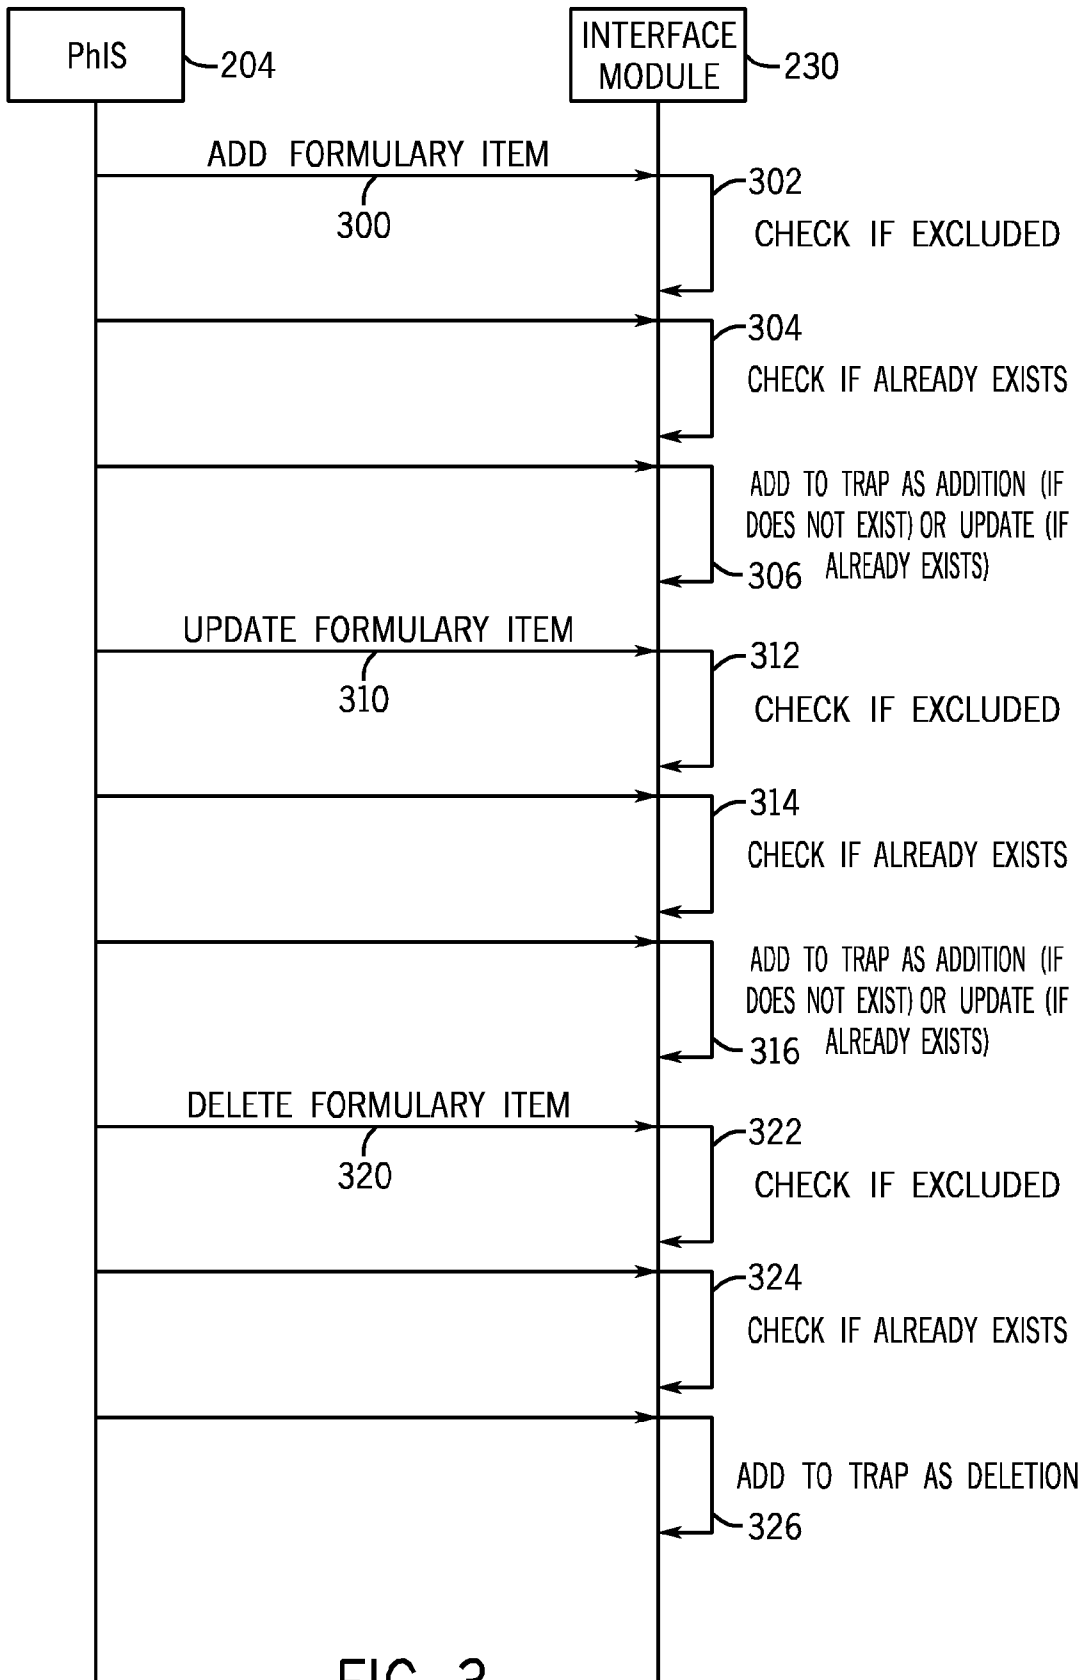 PhIS
204
INTERFACE
MODULE
230
ADD FORMULARY ITEM
300
302
CHECK IF EXCLUDED
304
CHECK IF ALREADY EXISTS
ADD TO TRAP AS ADDITION (IF
DOES NOT EXIST) OR UPDATE (IF
ALREADY EXISTS)
306
UPDATE FORMULARY ITEM
310
312
CHECK IF EXCLUDED
314
CHECK IF ALREADY EXISTS
ADD TO TRAP AS ADDITION (IF
DOES NOT EXIST) OR UPDATE (IF
ALREADY EXISTS)
316
DELETE FORMULARY ITEM
320
322
CHECK IF EXCLUDED
324
CHECK IF ALREADY EXISTS
ADD TO TRAP AS DELETION
326
FIG. 3